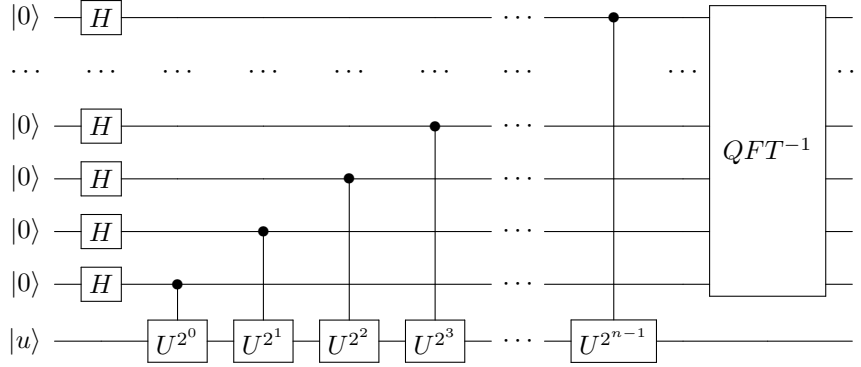 |0⟩ H ··· QFT⁻¹
··· ··· ··· ··· ··· ··· ··· ··
|0⟩ H ···
|0⟩ H ···
|0⟩ H ···
|0⟩ H ···
|u⟩ U^{2^0} U^{2^1} U^{2^2} U^{2^3} ··· U^{2^{n−1}}